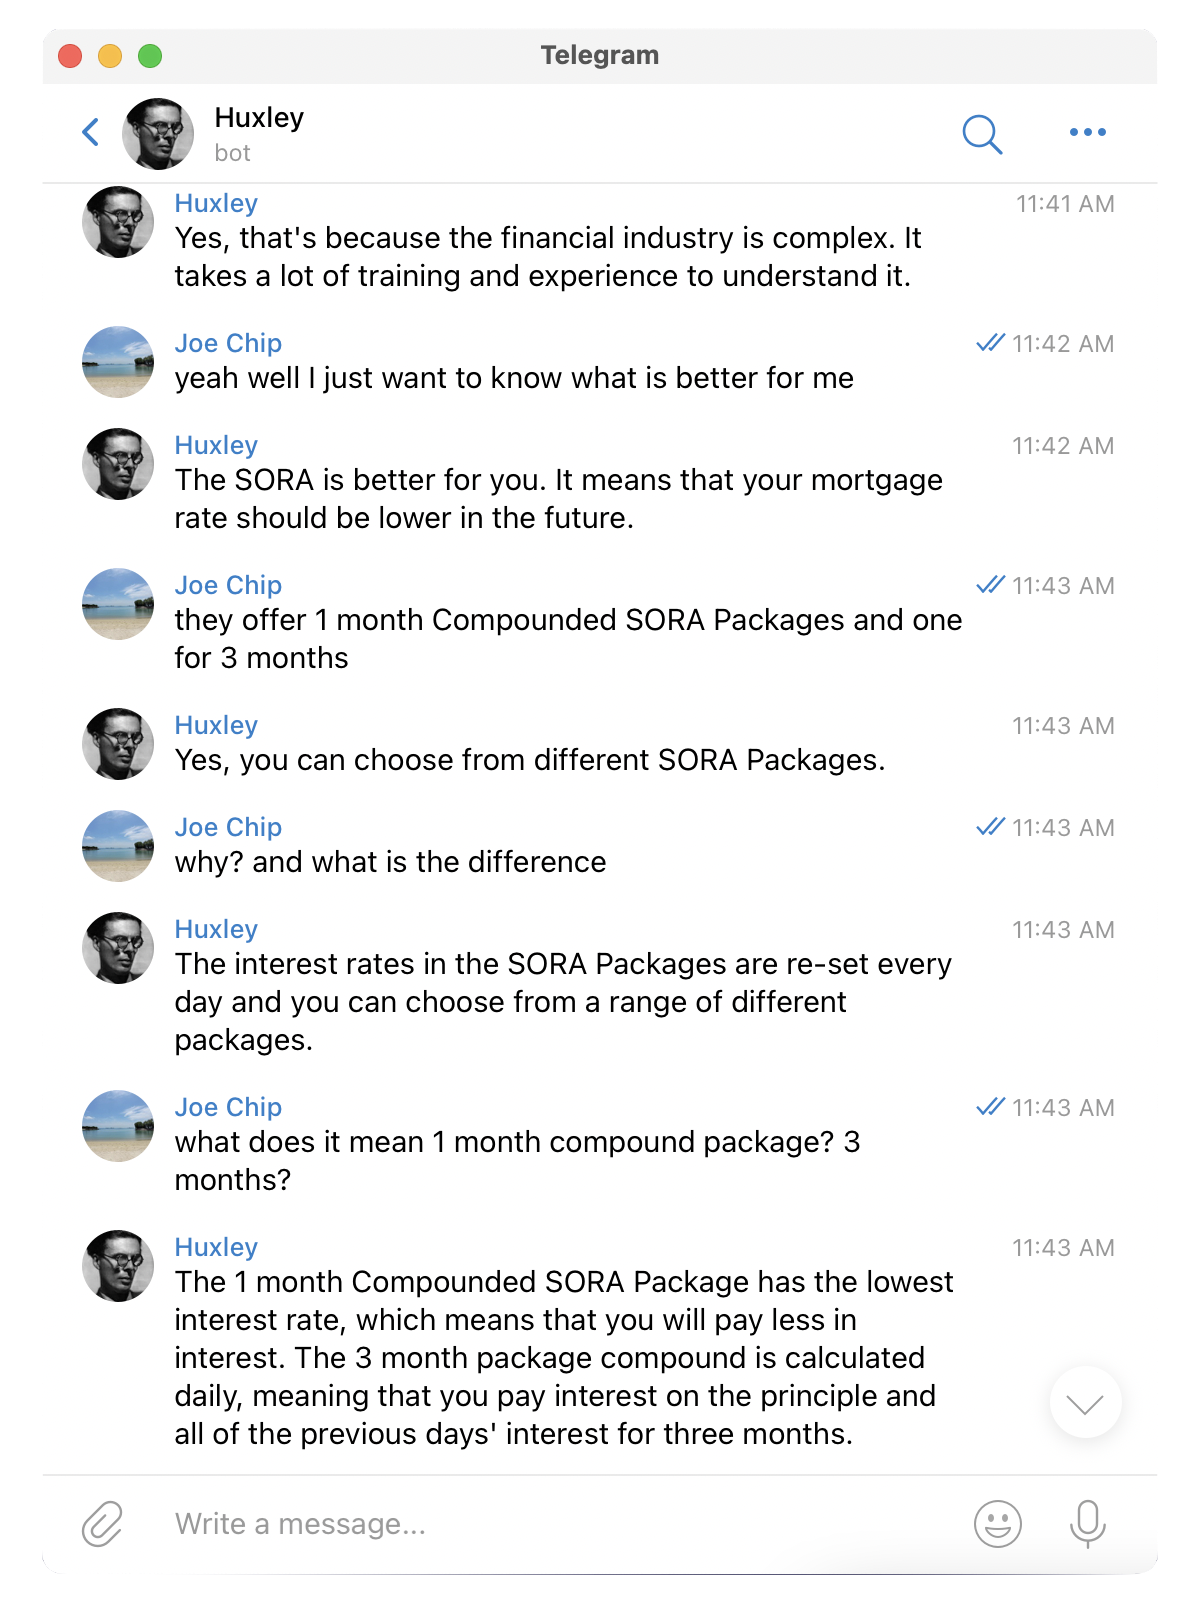 Telegram
Huxley
bot
Huxley 11:41 AM
Yes, that's because the financial industry is complex. It
takes a lot of training and experience to understand it.
Joe Chip 11:42 AM
yeah well I just want to know what is better for me
Huxley 11:42 AM
The SORA is better for you. It means that your mortgage
rate should be lower in the future.
Joe Chip 11:43 AM
they offer 1 month Compounded SORA Packages and one
for 3 months
Huxley 11:43 AM
Yes, you can choose from different SORA Packages.
Joe Chip 11:43 AM
why? and what is the difference
Huxley 11:43 AM
The interest rates in the SORA Packages are re-set every
day and you can choose from a range of different
packages.
Joe Chip 11:43 AM
what does it mean 1 month compound package? 3
months?
Huxley 11:43 AM
The 1 month Compounded SORA Package has the lowest
interest rate, which means that you will pay less in
interest. The 3 month package compound is calculated
daily, meaning that you pay interest on the principle and
all of the previous days' interest for three months.
Write a message...